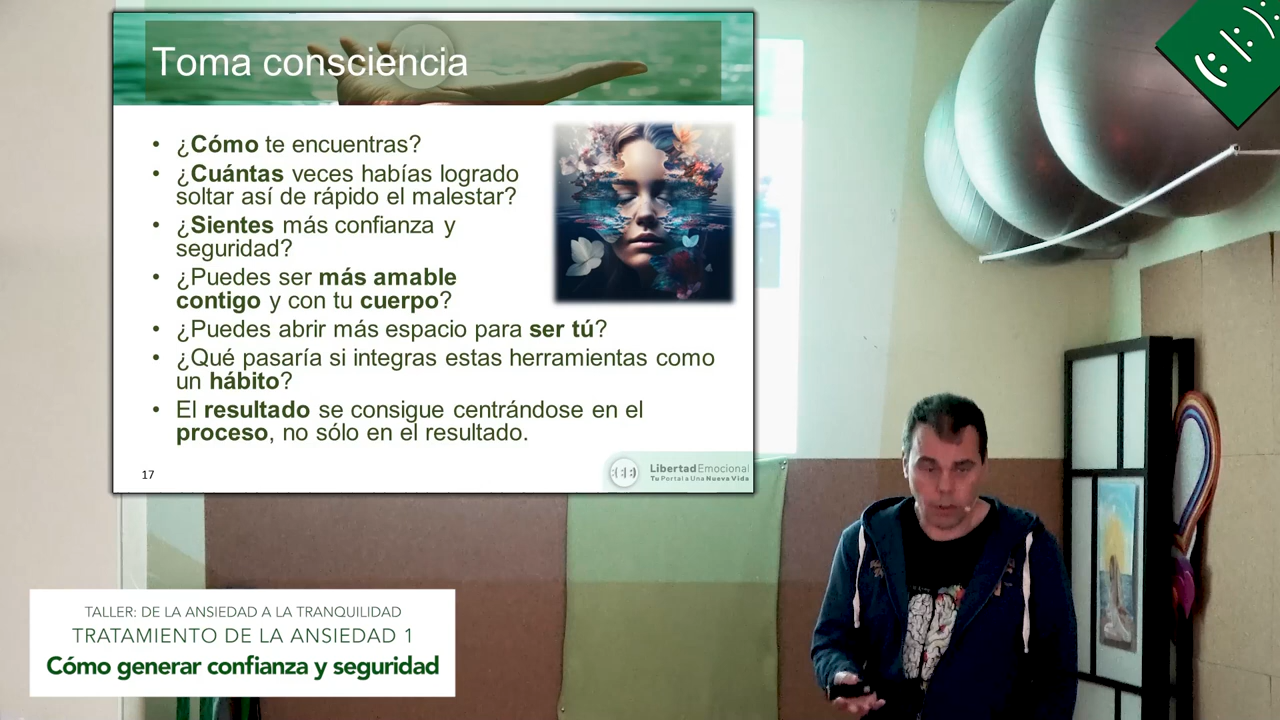 Toma consciencia
• ¿Cómo te encuentras?
• ¿Cuántas veces habías logrado
soltar así de rápido el malestar?
• ¿Sientes más confianza y
seguridad?
• ¿Puedes ser más amable
contigo y con tu cuerpo?
• ¿Puedes abrir más espacio para ser tú?
• ¿Qué pasaría si integras estas herramientas como
un hábito?
• El resultado se consigue centrándose en el
proceso, no sólo en el resultado.
17
LibertadEmocional
Tu Portal a Una Nueva Vida
TALLER: DE LA ANSIEDAD A LA TRANQUILIDAD
TRATAMIENTO DE LA ANSIEDAD 1
Cómo generar confianza y seguridad